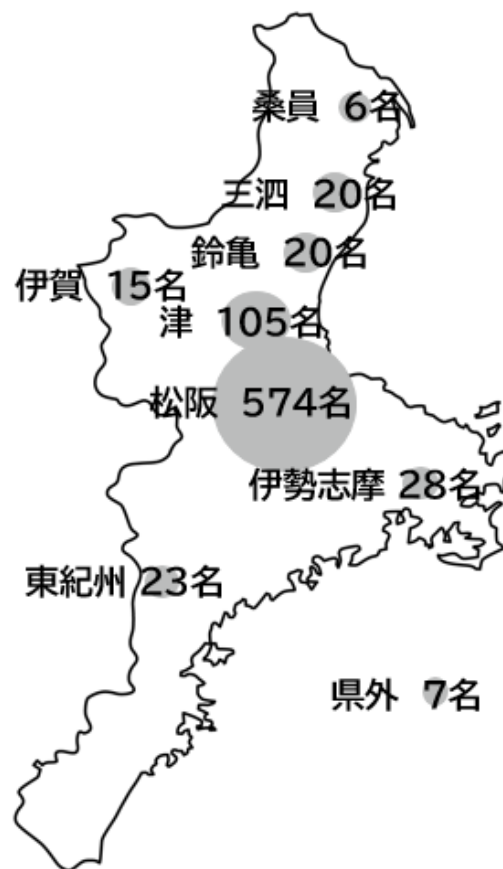 桑員 6名
三泗 20名
鈴亀 20名
伊賀 15名
津 105名
松阪 574名
伊勢志摩 28名
東紀州 23名
県外 7名